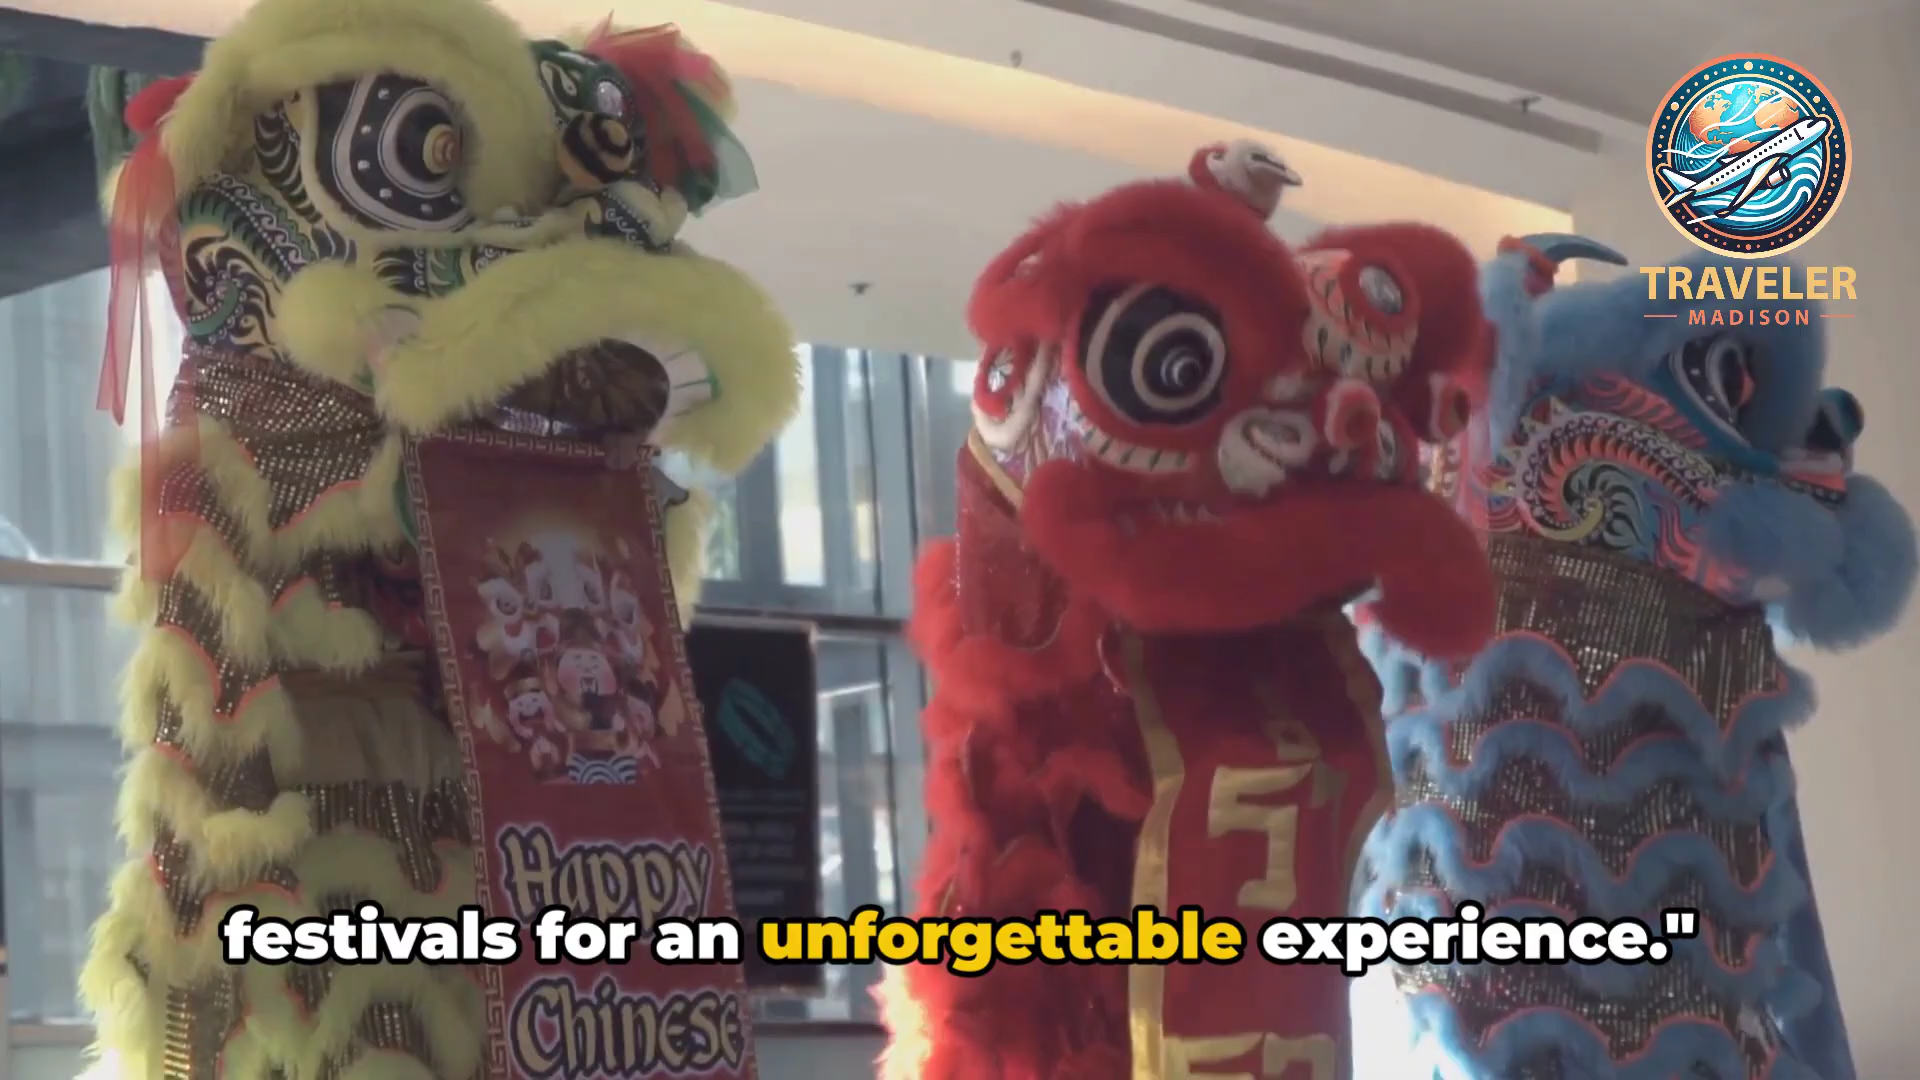 TRAVELER
MADISON
Happy
festivals for an unforgettable experience."
Chinese